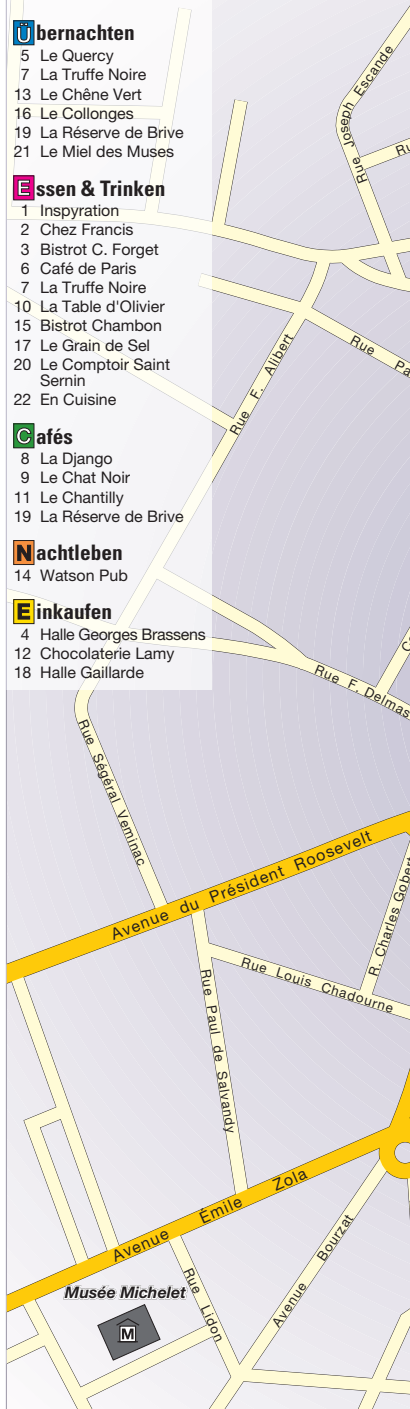 Übernachten
5 Le Quercy
7 La Truffe Noire
13 Le Chêne Vert
16 Le Collonges
19 La Réserve de Brive
21 Le Miel des Muses
Essen & Trinken
1 Inspyration
2 Chez Francis
3 Bistrot C. Forget
6 Café de Paris
7 La Truffe Noire
10 La Table d'Olivier
15 Bistrot Chambon
17 Le Grain de Sel
20 Le Comptoir Saint
Sernin
22 En Cuisine
Cafés
8 La Django
9 Le Chat Noir
11 Le Chantilly
19 La Réserve de Brive
Nachtleben
14 Watson Pub
Einkaufen
4 Halle Georges Brassens
12 Chocolaterie Lamy
18 Halle Gaillarde
Rue Joseph Escande
Ru
Rue F. Alibert
Rue Pa
Rue F. Delmas
Rue Ségéral Veminac
Avenue du Président Roosevelt
R. Charles Gobert
Rue Louis Chadourne
Rue Paul de Salvandy
Avenue Émile Zola
Avenue Bourzat
Rue Lidon
Musée Michelet
M